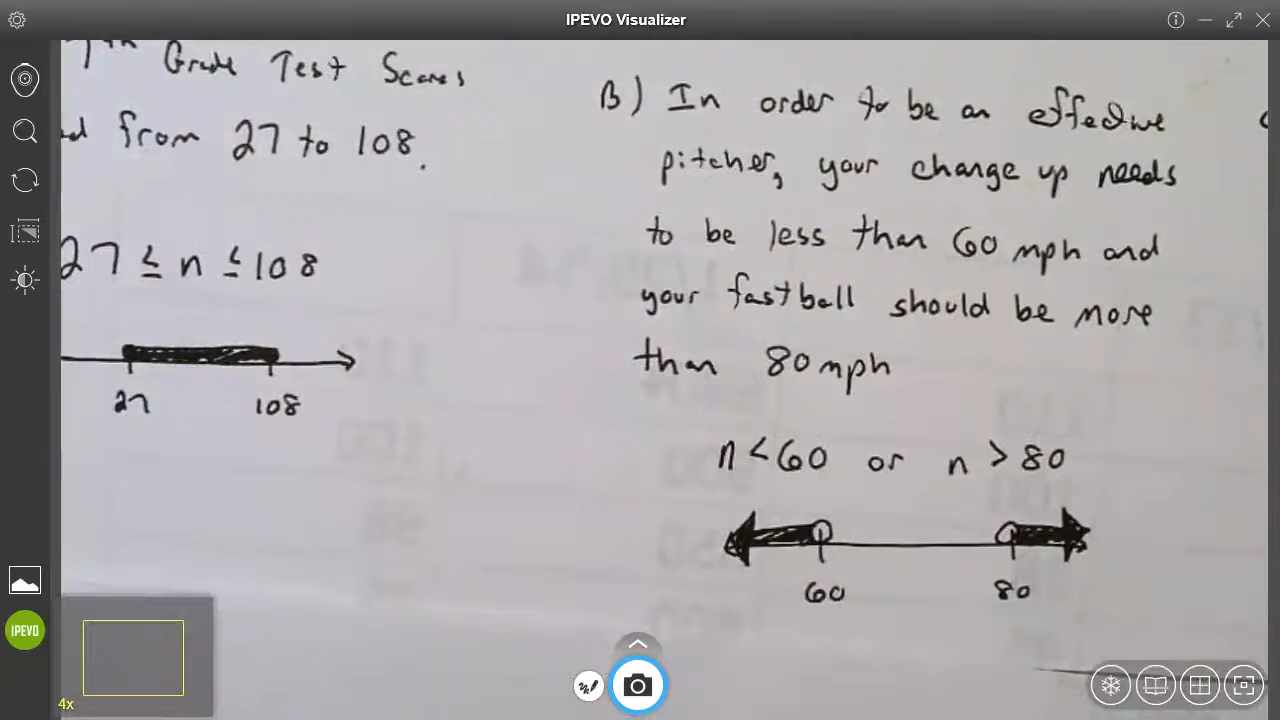 IPEVO Visualizer
7th Grade Test Scores
from 27 to 108.
27 ≤ n ≤ 108
27 108
B) In order to be an effective
pitcher, your change up needs
to be less than 60 mph and
your fastball should be more
than 80 mph
n < 60 or n > 80
60 80
IPEVO
4x